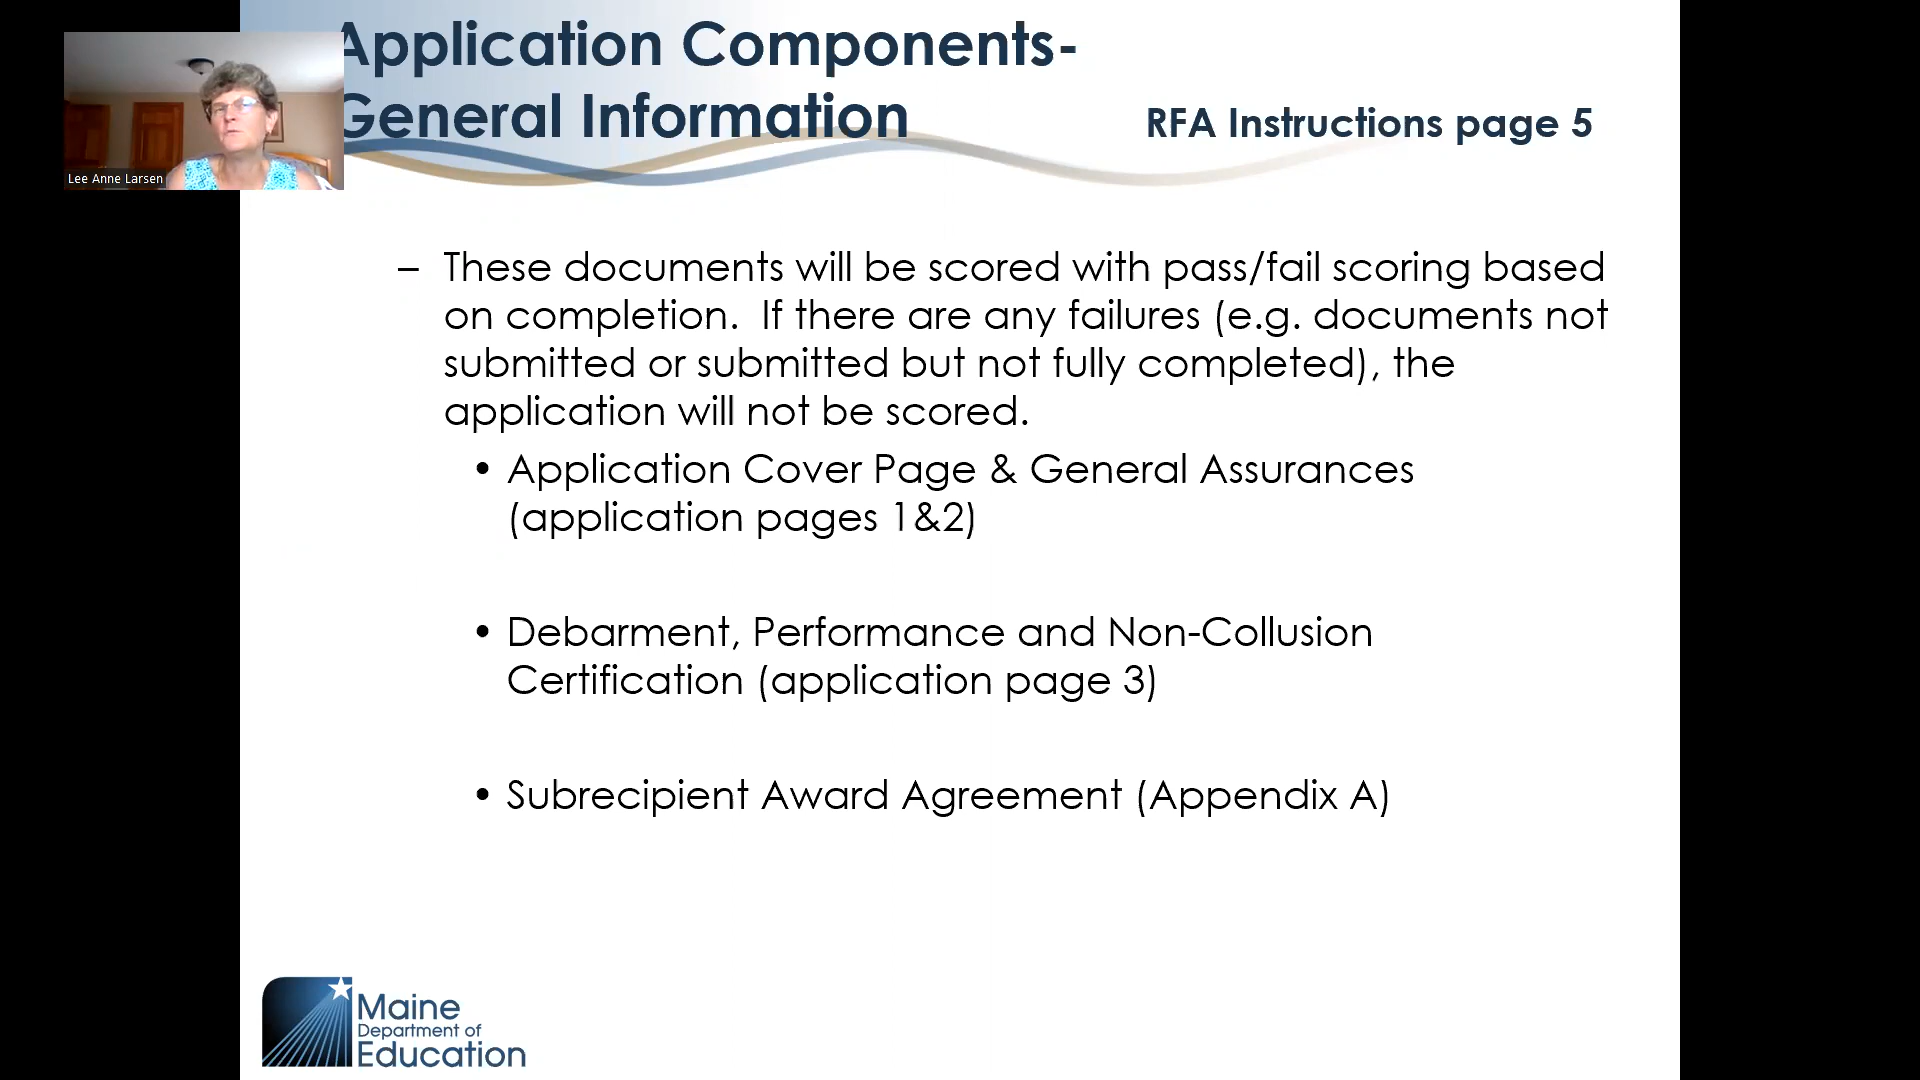 Application Components-
General Information
RFA Instructions page 5
Lee Anne Larsen
– These documents will be scored with pass/fail scoring based
on completion.  If there are any failures (e.g. documents not
submitted or submitted but not fully completed), the
application will not be scored.
• Application Cover Page & General Assurances
(application pages 1&2)
• Debarment, Performance and Non-Collusion
Certification (application page 3)
• Subrecipient Award Agreement (Appendix A)
Maine
Department of
Education